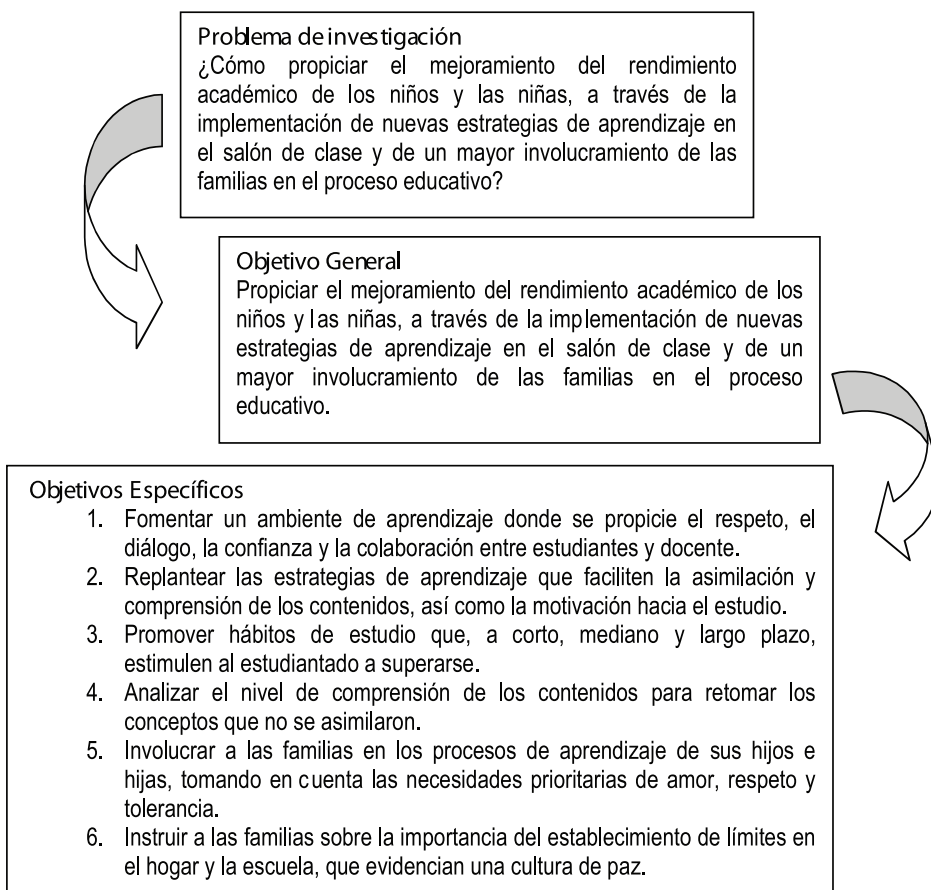 Problema de investigación
¿Cómo propiciar el mejoramiento del rendimiento
académico de los niños y las niñas, a través de la
implementación de nuevas estrategias de aprendizaje en
el salón de clase y de un mayor involucramiento de las
familias en el proceso educativo?
Objetivo General
Propiciar el mejoramiento del rendimiento académico de los
niños y las niñas, a través de la implementación de nuevas
estrategias de aprendizaje en el salón de clase y de un
mayor involucramiento de las familias en el proceso
educativo.
Objetivos Específicos
1. Fomentar un ambiente de aprendizaje donde se propicie el respeto, el
diálogo, la confianza y la colaboración entre estudiantes y docente.
2. Replantear las estrategias de aprendizaje que faciliten la asimilación y
comprensión de los contenidos, así como la motivación hacia el estudio.
3. Promover hábitos de estudio que, a corto, mediano y largo plazo,
estimulen al estudiantado a superarse.
4. Analizar el nivel de comprensión de los contenidos para retomar los
conceptos que no se asimilaron.
5. Involucrar a las familias en los procesos de aprendizaje de sus hijos e
hijas, tomando en cuenta las necesidades prioritarias de amor, respeto y
tolerancia.
6. Instruir a las familias sobre la importancia del establecimiento de límites en
el hogar y la escuela, que evidencian una cultura de paz.